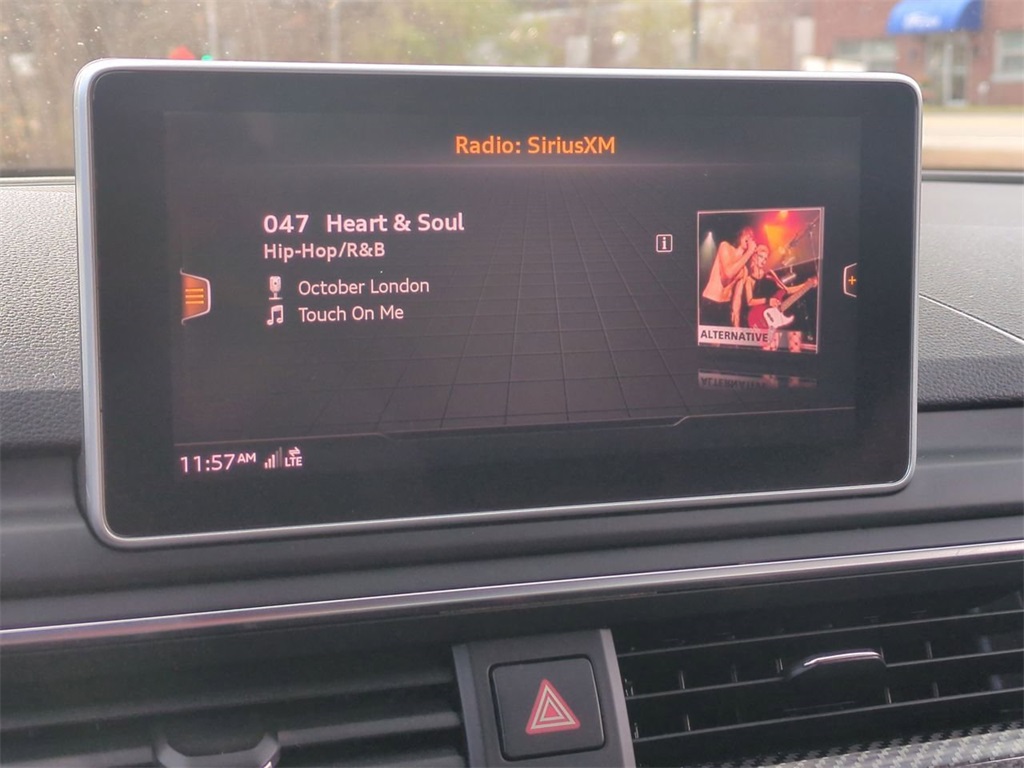 Radio: SiriusXM
047 Heart & Soul
Hip-Hop/R&B
i
October London
Touch On Me
ALTERNATIVE
11:57AM LTE